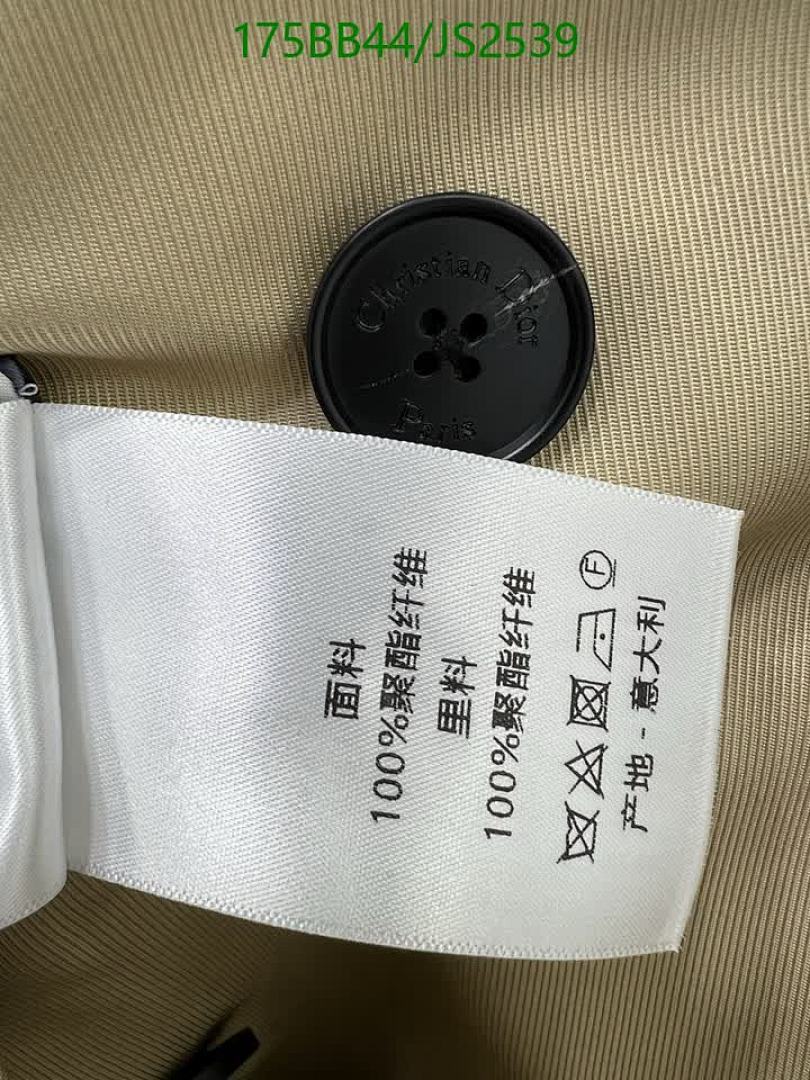 175BB44/JS2539
Christian Dior
Paris
面料
100%聚酯纤维
里料
100%聚酯纤维
F
产地 - 意大利